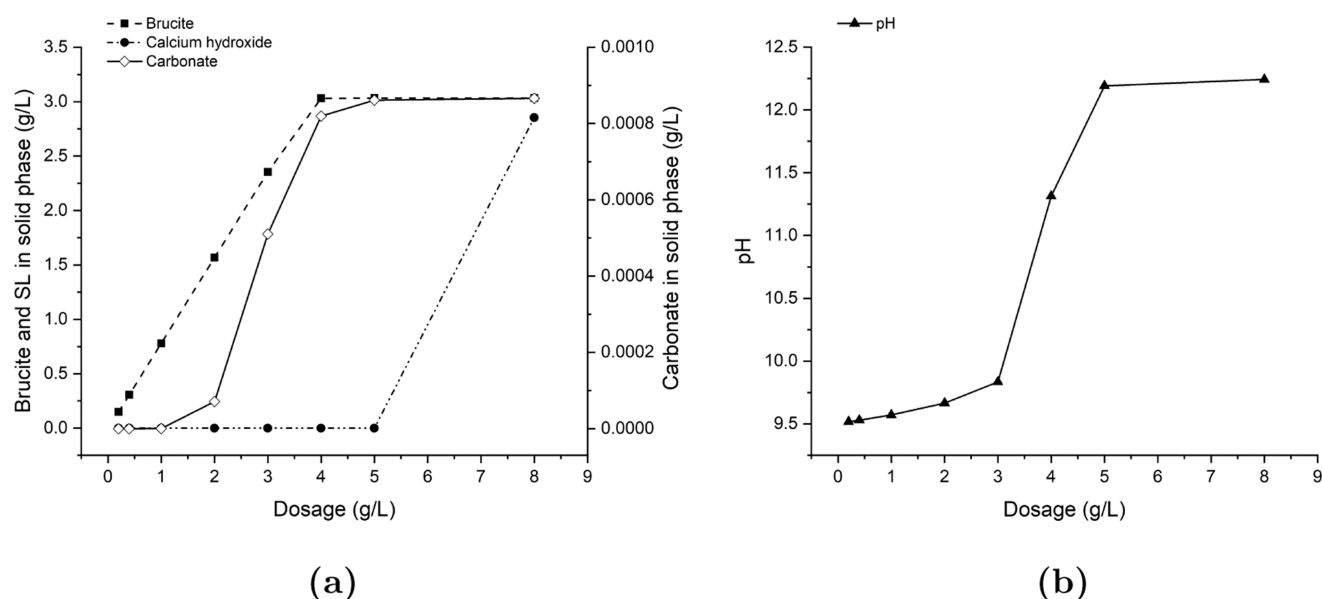 Brucite
Calcium hydroxide
Carbonate
3.5
3.0
2.5
2.0
1.5
1.0
0.5
0.0
Brucite and SL in solid phase (g/L)
0.0010
0.0008
0.0006
0.0004
0.0002
0.0000
Carbonate in solid phase (g/L)
0 1 2 3 4 5 6 7 8 9
Dosage (g/L)
(a)
pH
12.5
12.0
11.5
11.0
10.5
10.0
9.5
pH
0 1 2 3 4 5 6 7 8 9
Dosage (g/L)
(b)